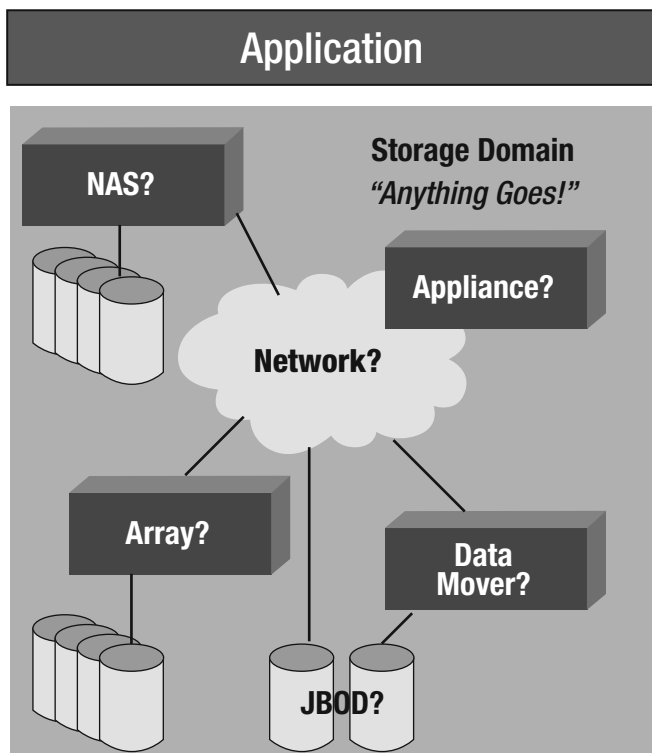 Application
Storage Domain
“Anything Goes!”
NAS?
Appliance?
Network?
Array?
Data
Mover?
JBOD?